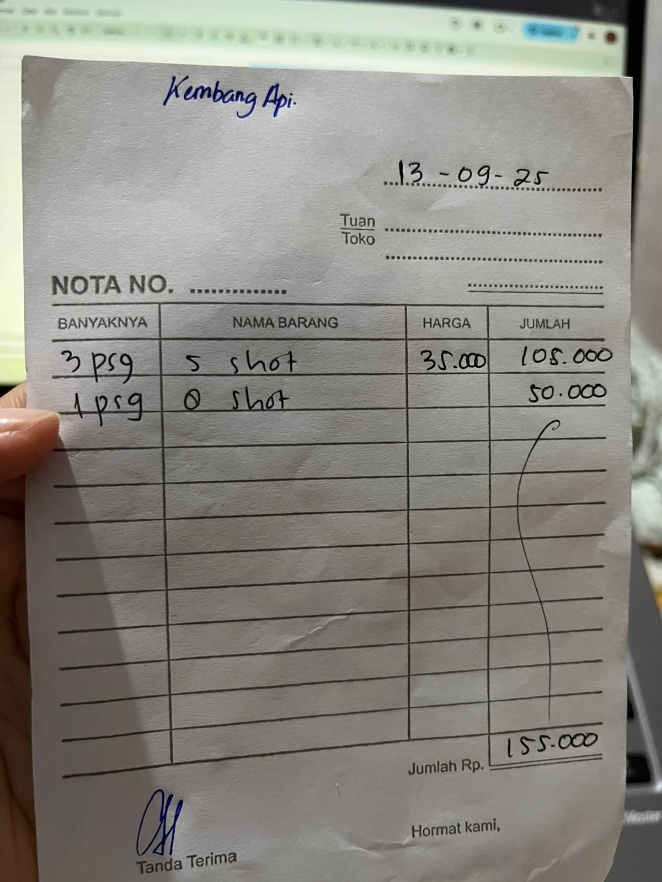 Kembang Api.
13-09-25
Tuan
Toko
NOTA NO. ..............
BANYAKNYA NAMA BARANG HARGA JUMLAH
3 psg 5 shot 35.000 105.000
1 psg 8 shot 50.000
Jumlah Rp. 155.000
Hormat kami,
Tanda Terima